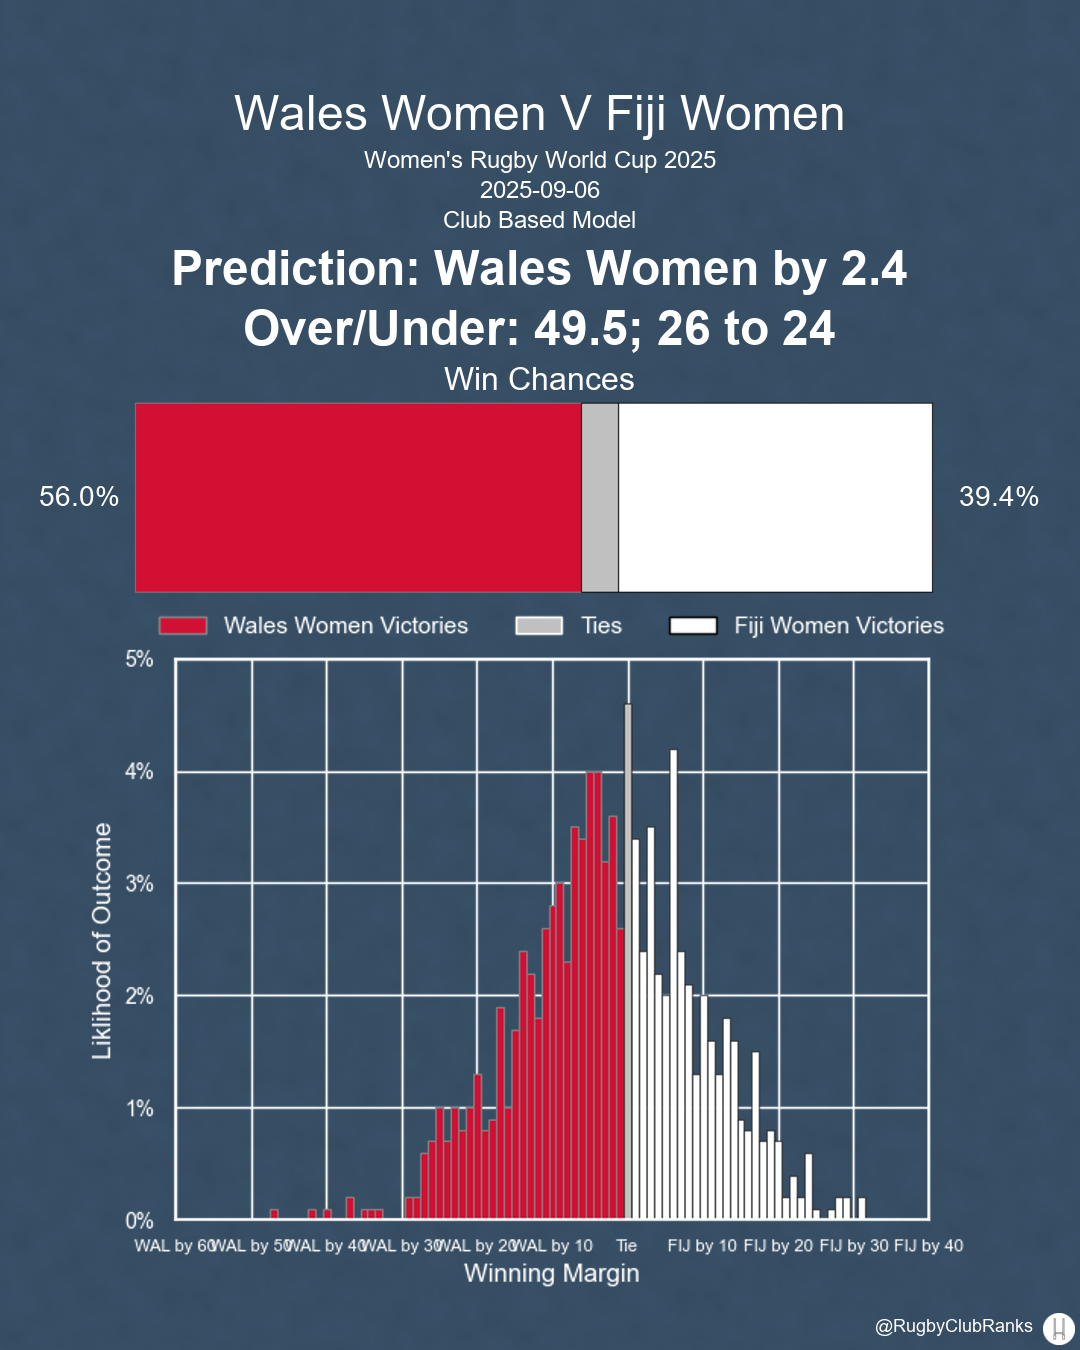 Wales Women V Fiji Women
Women's Rugby World Cup 2025
2025-09-06
Club Based Model
Prediction: Wales Women by 2.4
Over/Under: 49.5; 26 to 24
Win Chances
56.0%
39.4%
Wales Women Victories Ties Fiji Women Victories
5%
4%
3%
2%
1%
0%
Liklihood of Outcome
WAL by 60 WAL by 50 WAL by 40 WAL by 30 WAL by 20 WAL by 10 Tie FIJ by 10 FIJ by 20 FIJ by 30 FIJ by 40
Winning Margin
@RugbyClubRanks